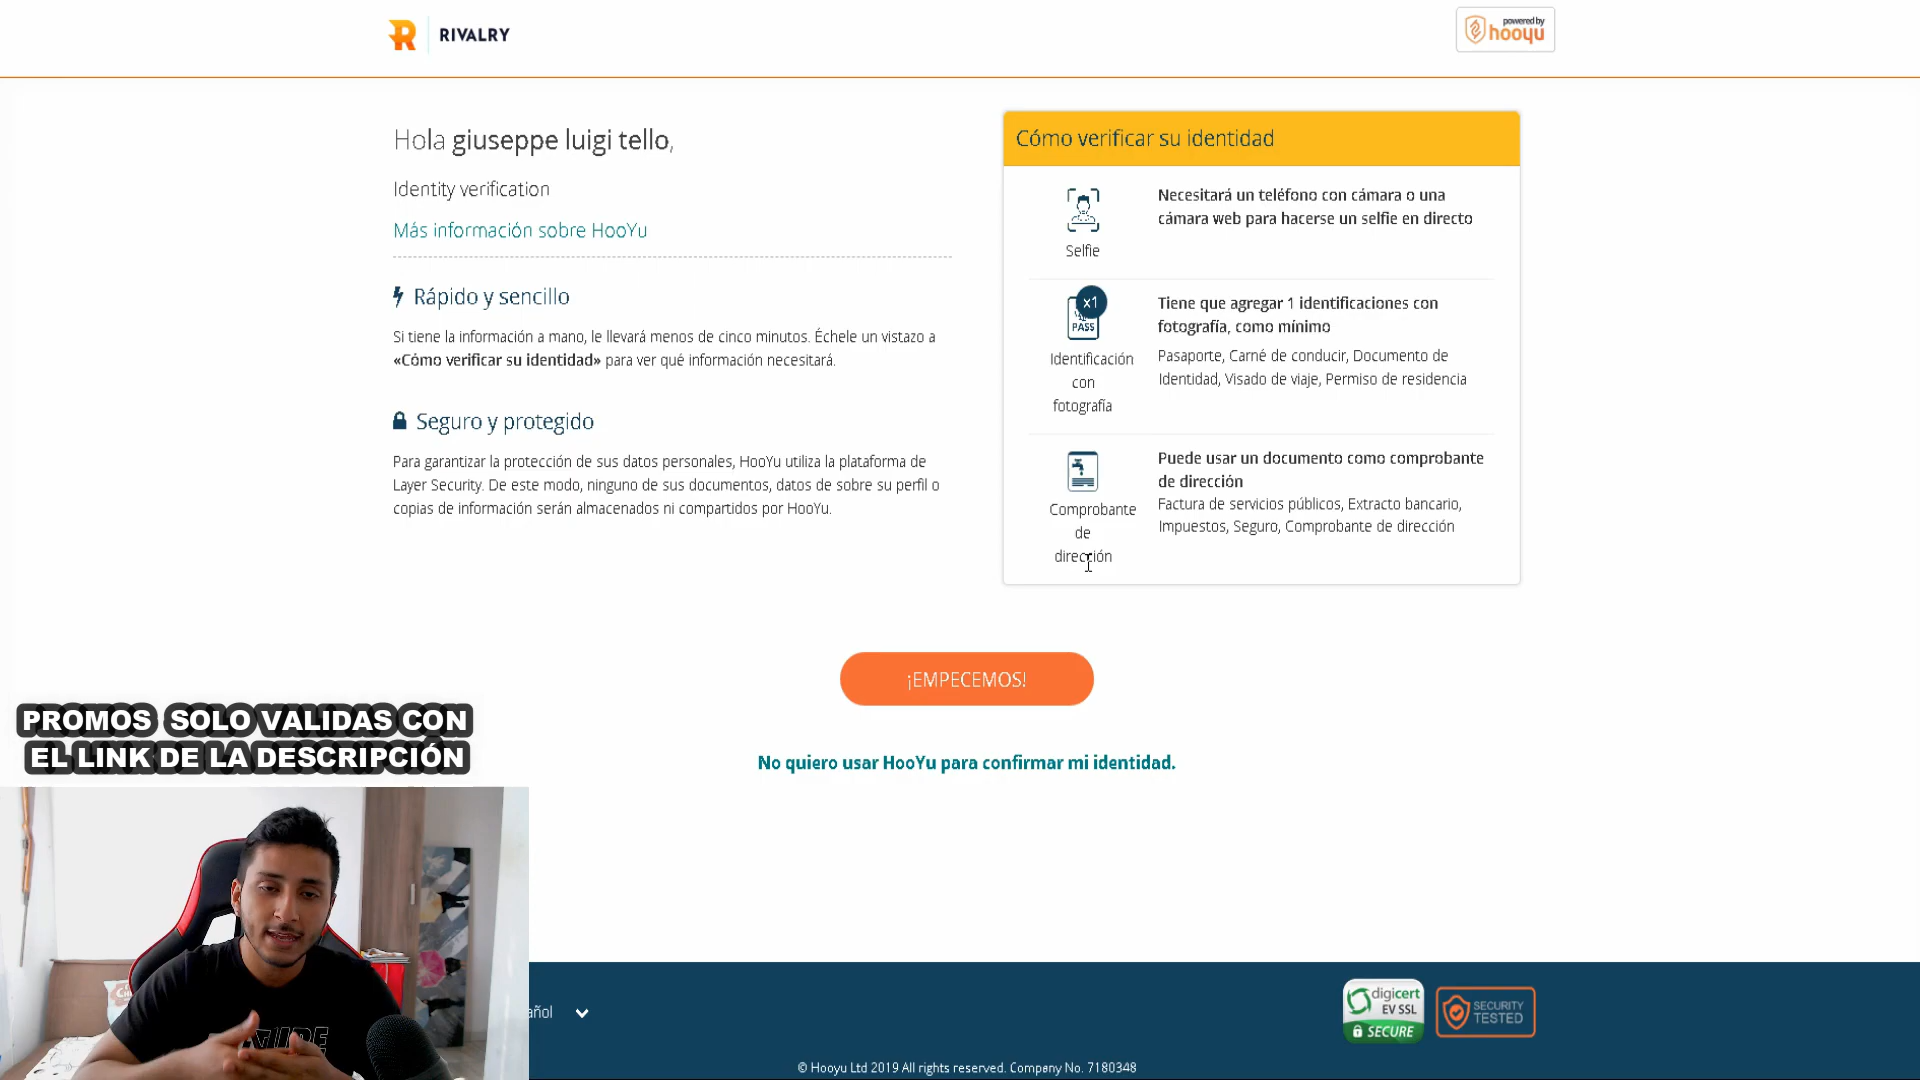 RIVALRY
powered by
hooyu
Hola giuseppe luigi tello,
Identity verification
Más información sobre HooYu
Rápido y sencillo
Si tiene la información a mano, le llevará menos de cinco minutos. Échele un vistazo a
«Cómo verificar su identidad» para ver qué información necesitará.
Seguro y protegido
Para garantizar la protección de sus datos personales, HooYu utiliza la plataforma de
Layer Security. De este modo, ninguno de sus documentos, datos de sobre su perfil o
copias de información serán almacenados ni compartidos por HooYu.
Cómo verificar su identidad
Selfie
Necesitará un teléfono con cámara o una
cámara web para hacerse un selfie en directo
x1
PASS
Identificación
con
fotografía
Tiene que agregar 1 identificaciones con
fotografía, como mínimo
Pasaporte, Carné de conducir, Documento de
Identidad, Visado de viaje, Permiso de residencia
Comprobante
de
dirección
Puede usar un documento como comprobante
de dirección
Factura de servicios públicos, Extracto bancario,
Impuestos, Seguro, Comprobante de dirección
¡EMPECEMOS!
No quiero usar HooYu para confirmar mi identidad.
PROMOS SOLO VALIDAS CON
EL LINK DE LA DESCRIPCIÓN
añol
digicert
EV SSL
SECURE
SECURITY
TESTED
© Hooyu Ltd 2019 All rights reserved. Company No. 7180348